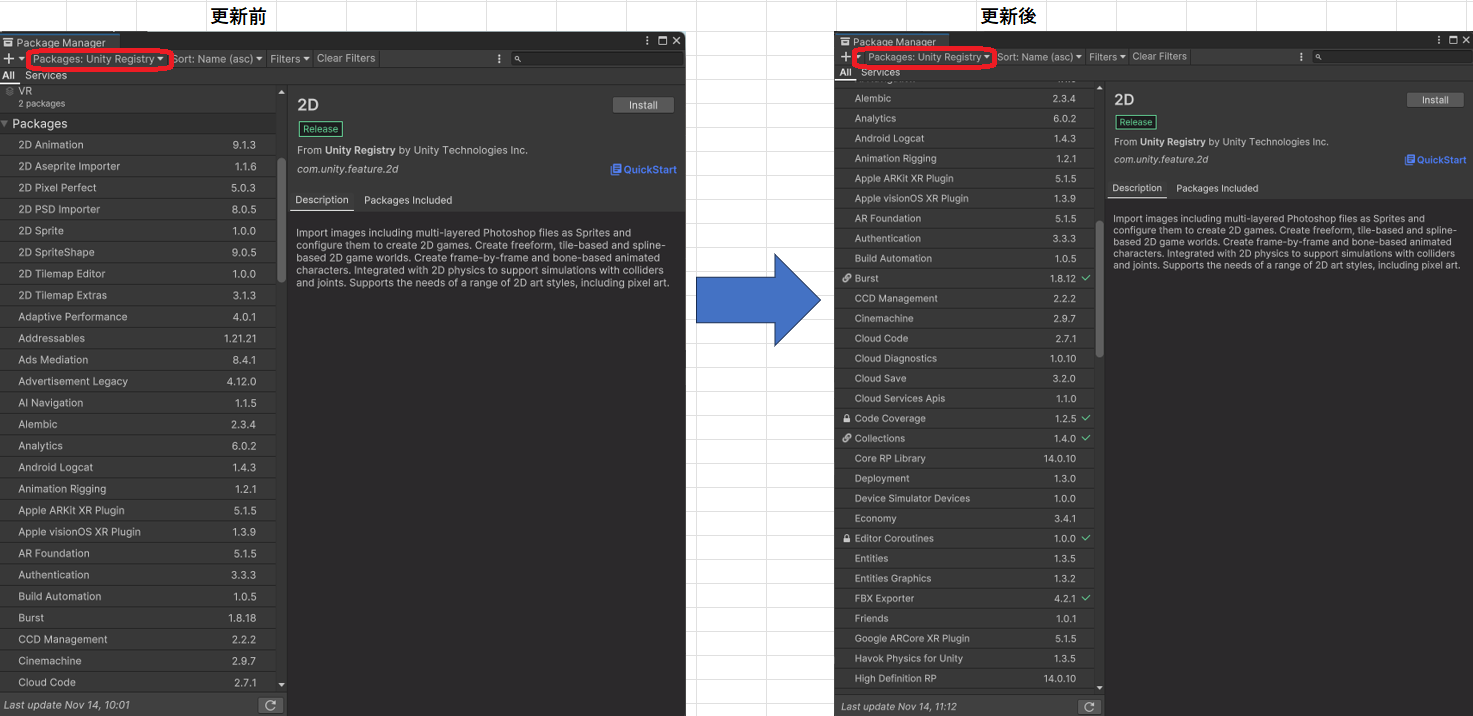 更新前
Package Manager
Packages: Unity Registry
Sort: Name (asc)
Filters
Clear Filters
All
Services
VR
2 packages
Packages
2D Animation 9.1.3
2D Aseprite Importer 1.1.6
2D Pixel Perfect 5.0.3
2D PSD Importer 8.0.5
2D Sprite 1.0.0
2D SpriteShape 9.0.5
2D Tilemap Editor 1.0.0
2D Tilemap Extras 3.1.3
Adaptive Performance 4.0.1
Addressables 1.21.21
Ads Mediation 8.4.1
Advertisement Legacy 4.12.0
AI Navigation 1.1.5
Alembic 2.3.4
Analytics 6.0.2
Android Logcat 1.4.3
Animation Rigging 1.2.1
Apple ARKit XR Plugin 5.1.5
Apple visionOS XR Plugin 1.3.9
AR Foundation 5.1.5
Authentication 3.3.3
Build Automation 1.0.5
Burst 1.8.18
CCD Management 2.2.2
Cinemachine 2.9.7
Cloud Code 2.7.1
Last update Nov 14, 10:01
2D
Install
Release
From Unity Registry by Unity Technologies Inc.
com.unity.feature.2d
QuickStart
Description
Packages Included
Import images including multi-layered Photoshop files as Sprites and
configure them to create 2D games. Create freeform, tile-based and spline-
based 2D game worlds. Create frame-by-frame and bone-based animated
characters. Integrated with 2D physics to support simulations with colliders
and joints. Supports the needs of a range of 2D art styles, including pixel art.
更新後
Package Manager
Packages: Unity Registry
Sort: Name (asc)
Filters
Clear Filters
All
Services
Alembic 2.3.4
Analytics 6.0.2
Android Logcat 1.4.3
Animation Rigging 1.2.1
Apple ARKit XR Plugin 5.1.5
Apple visionOS XR Plugin 1.3.9
AR Foundation 5.1.5
Authentication 3.3.3
Build Automation 1.0.5
Burst 1.8.12
CCD Management 2.2.2
Cinemachine 2.9.7
Cloud Code 2.7.1
Cloud Diagnostics 1.0.10
Cloud Save 3.2.0
Cloud Services Apis 1.1.0
Code Coverage 1.2.5
Collections 1.4.0
Core RP Library 14.0.10
Deployment 1.3.0
Device Simulator Devices 1.0.0
Economy 3.4.1
Editor Coroutines 1.0.0
Entities 1.3.5
Entities Graphics 1.3.2
FBX Exporter 4.2.1
Friends 1.0.1
Google ARCore XR Plugin 5.1.5
Havok Physics for Unity 1.3.5
High Definition RP 14.0.10
Last update Nov 14, 11:12
2D
Install
Release
From Unity Registry by Unity Technologies Inc.
com.unity.feature.2d
QuickStart
Description
Packages Included
Import images including multi-layered Photoshop files as Sprites and
configure them to create 2D games. Create freeform, tile-based and spline-
based 2D game worlds. Create frame-by-frame and bone-based animated
characters. Integrated with 2D physics to support simulations with colliders
and joints. Supports the needs of a range of 2D art styles, including pixel art.